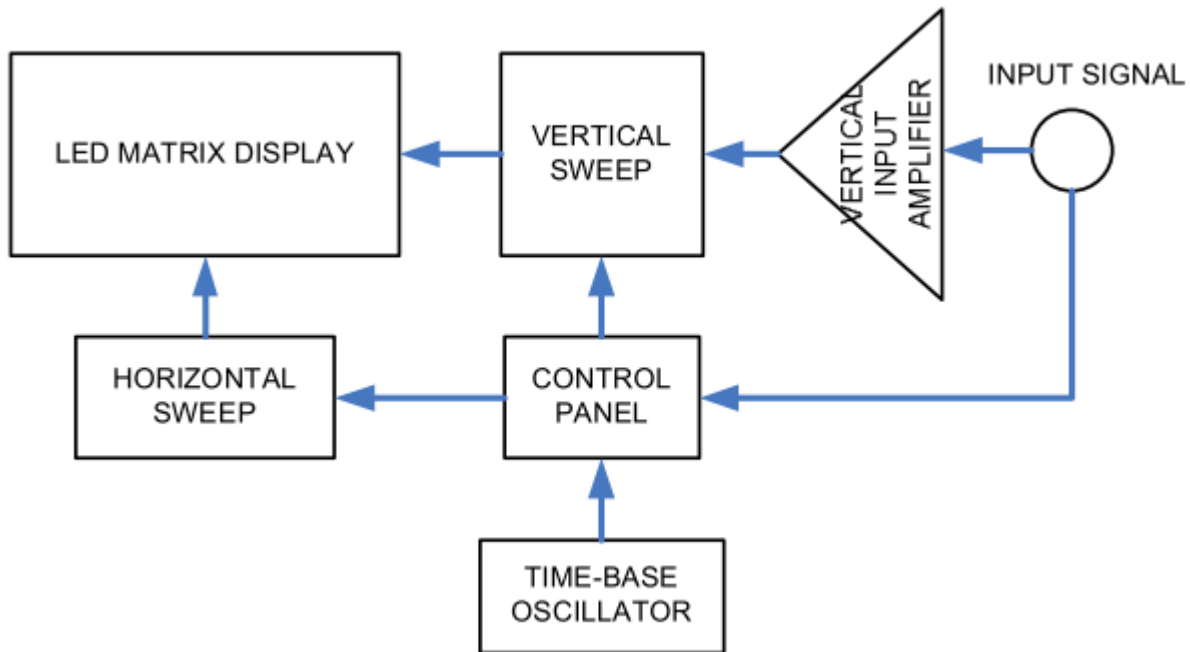 INPUT SIGNAL
LED MATRIX DISPLAY
VERTICAL
SWEEP
VERTICAL
INPUT
AMPLIFIER
HORIZONTAL
SWEEP
CONTROL
PANEL
TIME-BASE
OSCILLATOR